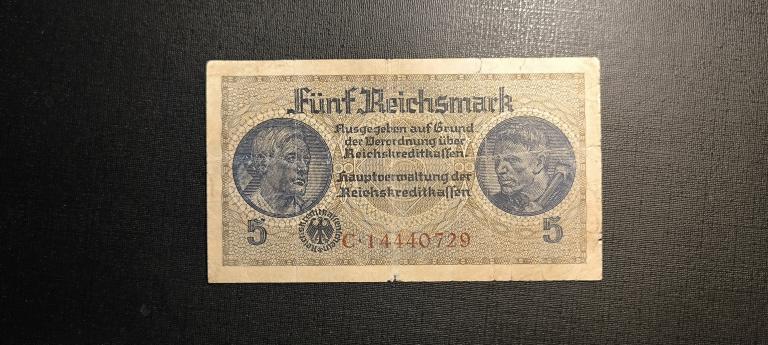 Fünf Reichsmark
Ausgegeben auf Grund
der Verordnung über
Reichskreditkassen.
Hauptverwaltung der
Reichskreditkassen
5
C·14440729
5